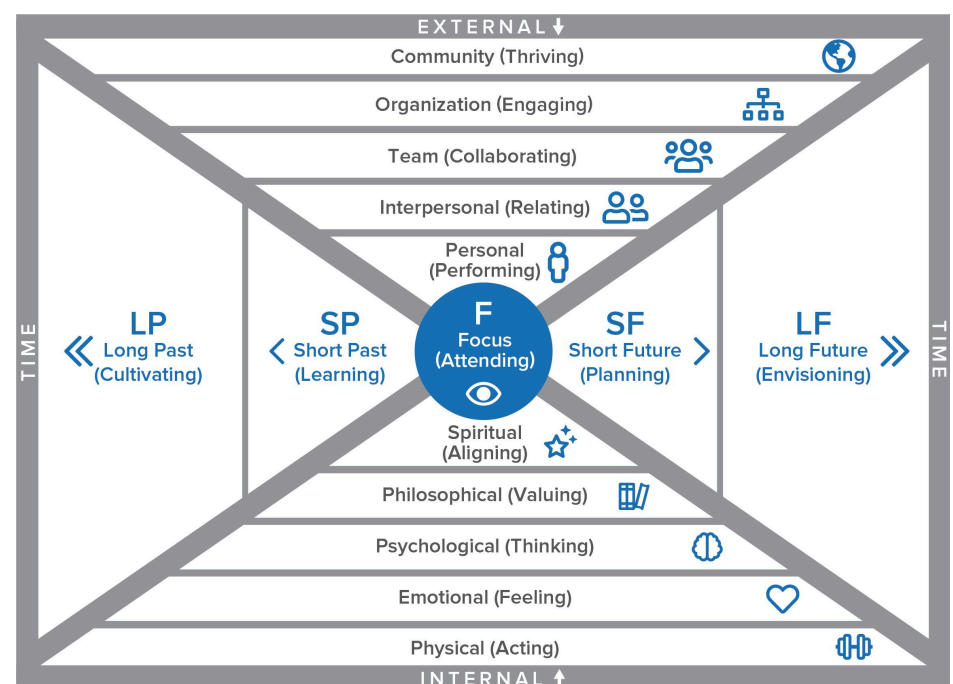 EXTERNAL
Community (Thriving)
Organization (Engaging)
Team (Collaborating)
Interpersonal (Relating)
Personal
(Performing)
TIME
LP
Long Past
(Cultivating)
SP
Short Past
(Learning)
F
Focus
(Attending)
SF
Short Future
(Planning)
LF
Long Future
(Envisioning)
TIME
Spiritual
(Aligning)
Philosophical (Valuing)
Psychological (Thinking)
Emotional (Feeling)
Physical (Acting)
INTERNAL